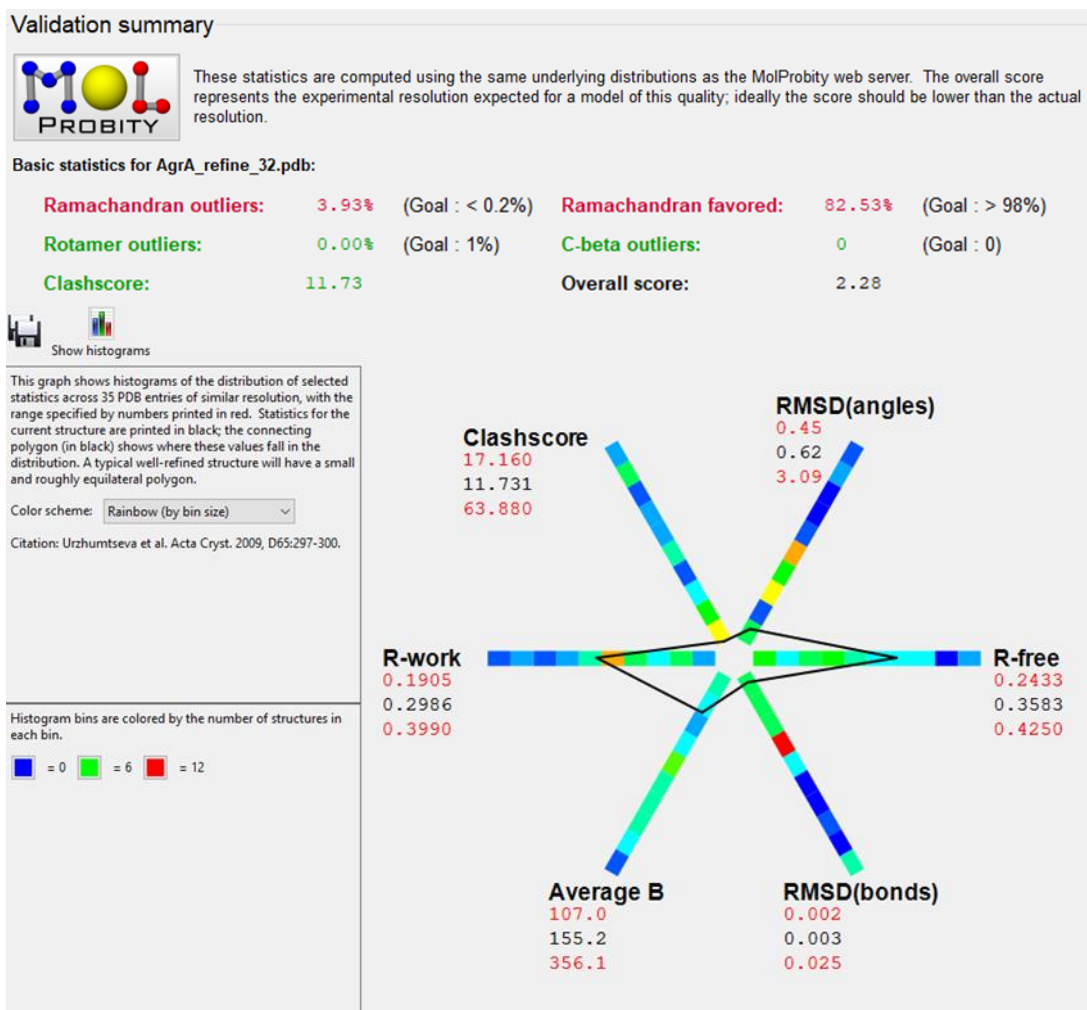 Validation summary
MOL
PROBITY
These statistics are computed using the same underlying distributions as the MolProbity web server. The overall score
represents the experimental resolution expected for a model of this quality; ideally the score should be lower than the actual
resolution.
Basic statistics for AgrA_refine_32.pdb:
Ramachandran outliers: 3.93% (Goal : < 0.2%) Ramachandran favored: 82.53% (Goal : > 98%)
Rotamer outliers: 0.00% (Goal : 1%) C-beta outliers: 0 (Goal : 0)
Clashscore: 11.73 Overall score: 2.28
Show histograms
This graph shows histograms of the distribution of selected
statistics across 35 PDB entries of similar resolution, with the
range specified by numbers printed in red. Statistics for the
current structure are printed in black; the connecting
polygon (in black) shows where these values fall in the
distribution. A typical well-refined structure will have a small
and roughly equilateral polygon.
Color scheme: Rainbow (by bin size)
Citation: Urzhumtseva et al. Acta Cryst. 2009, D65:297-300.
Histogram bins are colored by the number of structures in
each bin.
= 0 = 6 = 12
Clashscore
17.160
11.731
63.880
RMSD(angles)
0.45
0.62
3.09
R-work
0.1905
0.2986
0.3990
R-free
0.2433
0.3583
0.4250
Average B
107.0
155.2
356.1
RMSD(bonds)
0.002
0.003
0.025